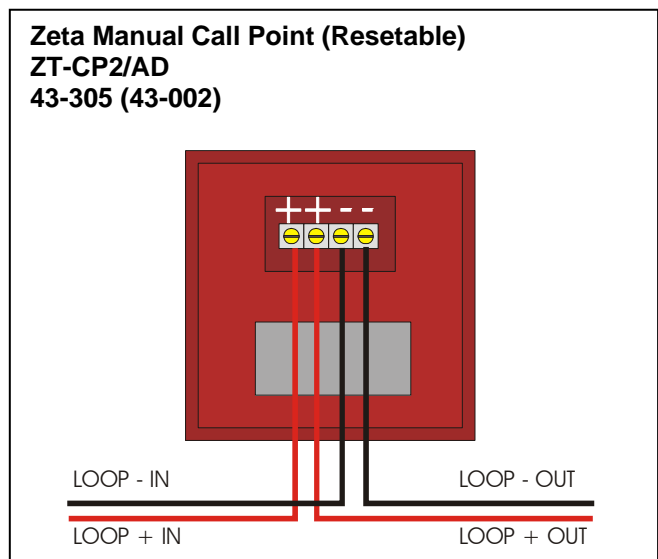 Zeta Manual Call Point (Resetable)
ZT-CP2/AD
43-305 (43-002)
+ + - -
LOOP - IN
LOOP - OUT
LOOP + IN
LOOP + OUT